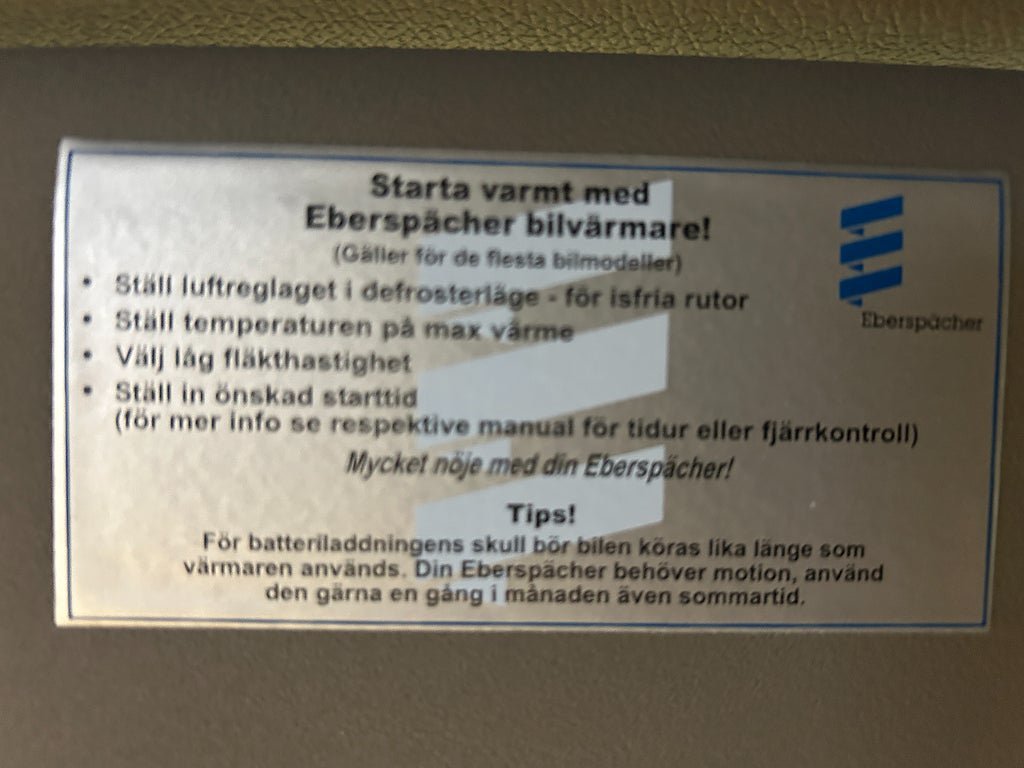 Starta varmt med
Eberspächer bilvärmare!
(Gäller för de flesta bilmodeller)
• Ställ luftreglaget i defrosterläge - för isfria rutor
• Ställ temperaturen på max värme
• Välj låg fläkthastighet
• Ställ in önskad starttid
(för mer info se respektive manual för tidur eller fjärrkontroll)
Mycket nöje med din Eberspächer!
Eberspächer
Tips!
För batteriladdningens skull bör bilen köras lika länge som
värmaren används. Din Eberspächer behöver motion, använd
den gärna en gång i månaden även sommartid.